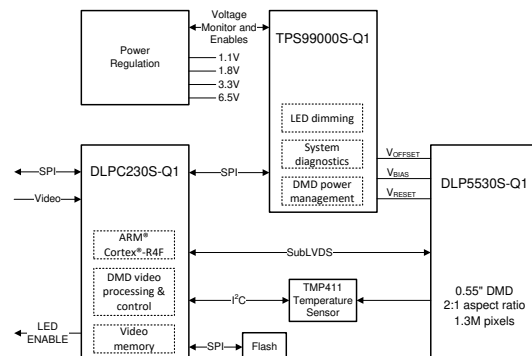 Power
Regulation
Voltage
Monitor and
Enables
1.1V
1.8V
3.3V
6.5V
TPS99000S-Q1
LED dimming
System
diagnostics
DMD power
management
VOFFSET
VBIAS
VRESET
SPI
Video
LED
ENABLE
DLPC230S-Q1
ARM®
Cortex®-R4F
DMD video
processing &
control
Video
memory
SPI
SubLVDS
I²C
TMP411
Temperature
Sensor
SPI
Flash
DLP5530S-Q1
0.55" DMD
2:1 aspect ratio
1.3M pixels